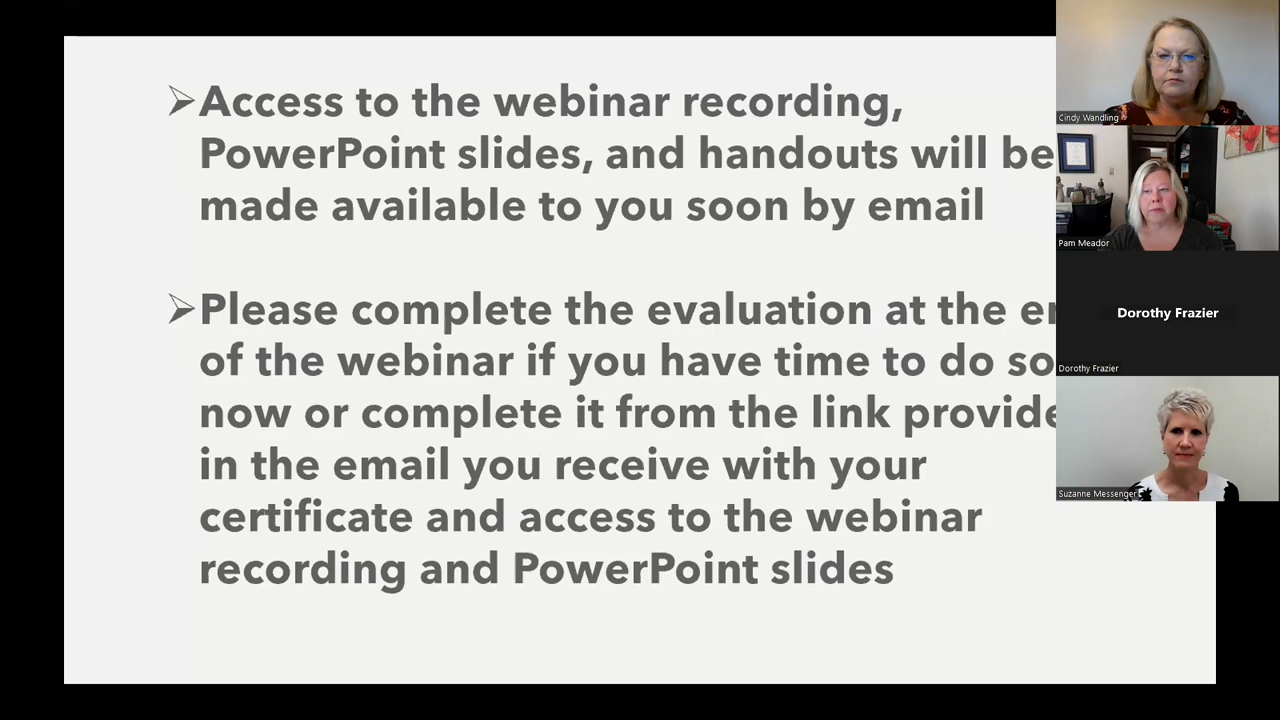 Access to the webinar recording,
PowerPoint slides, and handouts will be
made available to you soon by email
Please complete the evaluation at the
of the webinar if you have time to do so
now or complete it from the link
in the email you receive with your
certificate and access to the webinar
recording and PowerPoint slides
Cindy Wandling
Pam Meador
Dorothy Frazier
Dorothy Frazier
Suzanne Messenger